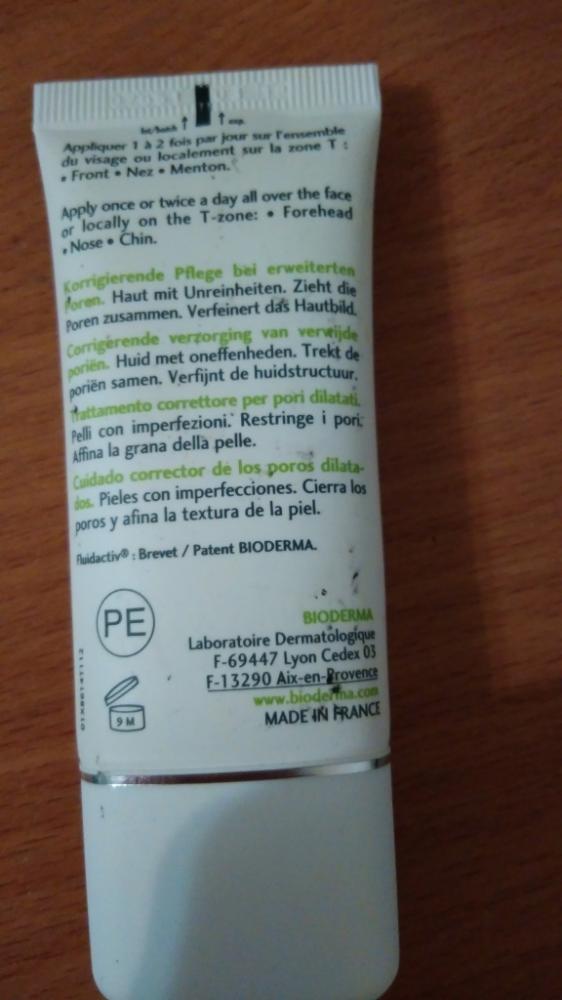 lot/batch ↑ ↑ exp.
Appliquer 1 à 2 fois par jour sur l'ensemble
du visage ou localement sur la zone T :
• Front • Nez • Menton.
Apply once or twice a day all over the face
or locally on the T-zone: • Forehead
• Nose • Chin.
Korrigierende Pflege bei erweiterten
Poren. Haut mit Unreinheiten. Zieht die
Poren zusammen. Verfeinert das Hautbild.
Corrigerende verzorging van verwijde
poriën. Huid met oneffenheden. Trekt de
poriën samen. Verfijnt de huidstructuur.
Trattamento correttore per pori dilatati.
Pelli con imperfezioni. Restringe i pori.
Affina la grana della pelle.
Cuidado corrector de los poros dilata-
dos. Pieles con imperfecciones. Cierra los
poros y afina la textura de la piel.
Fluidactiv® : Brevet / Patent BIODERMA.
PE
BIODERMA
Laboratoire Dermatologique
F-69447 Lyon Cedex 03
F-13290 Aix-en-Provence
www.bioderma.com
MADE IN FRANCE
9 M